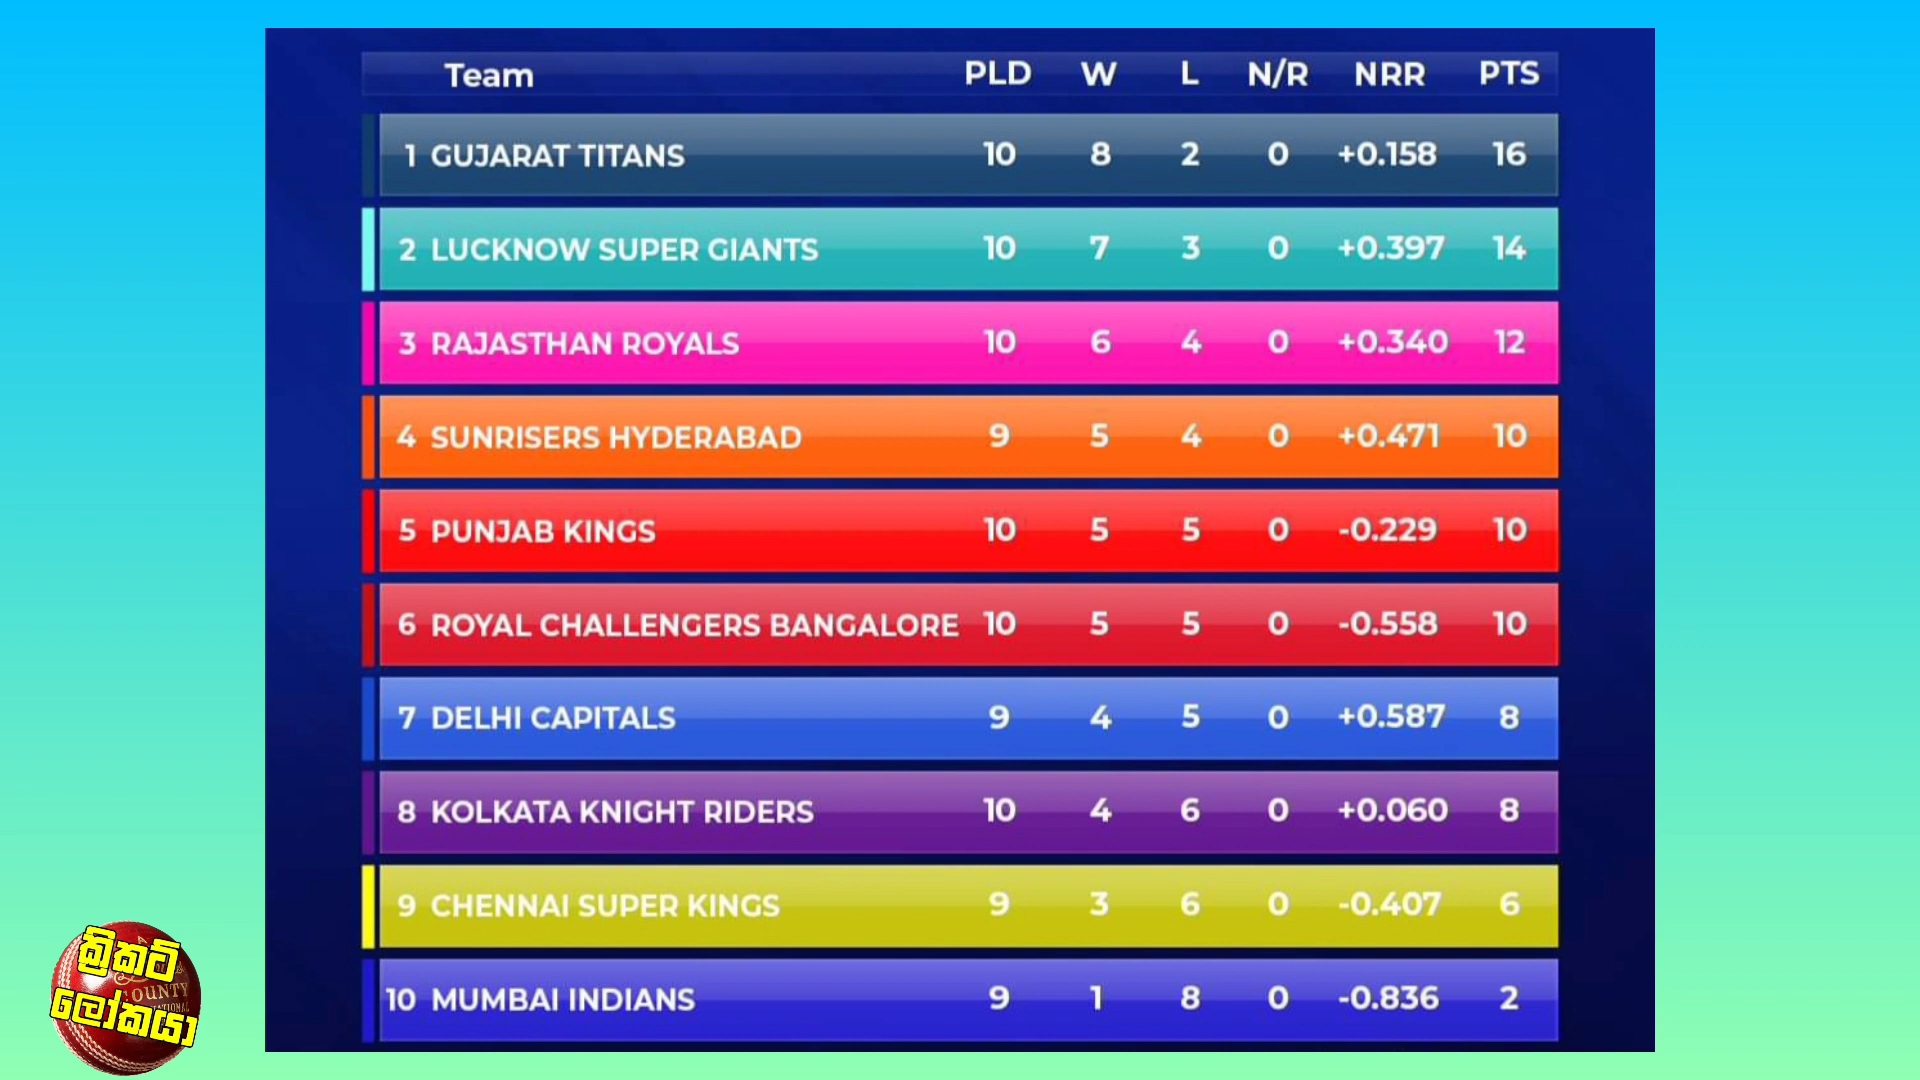 Team PLD W L N/R NRR PTS
1 GUJARAT TITANS 10 8 2 0 +0.158 16
2 LUCKNOW SUPER GIANTS 10 7 3 0 +0.397 14
3 RAJASTHAN ROYALS 10 6 4 0 +0.340 12
4 SUNRISERS HYDERABAD 9 5 4 0 +0.471 10
5 PUNJAB KINGS 10 5 5 0 -0.229 10
6 ROYAL CHALLENGERS BANGALORE 10 5 5 0 -0.558 10
7 DELHI CAPITALS 9 4 5 0 +0.587 8
8 KOLKATA KNIGHT RIDERS 10 4 6 0 +0.060 8
9 CHENNAI SUPER KINGS 9 3 6 0 -0.407 6
10 MUMBAI INDIANS 9 1 8 0 -0.836 2
ක්‍රිකට්
ලෝකයා